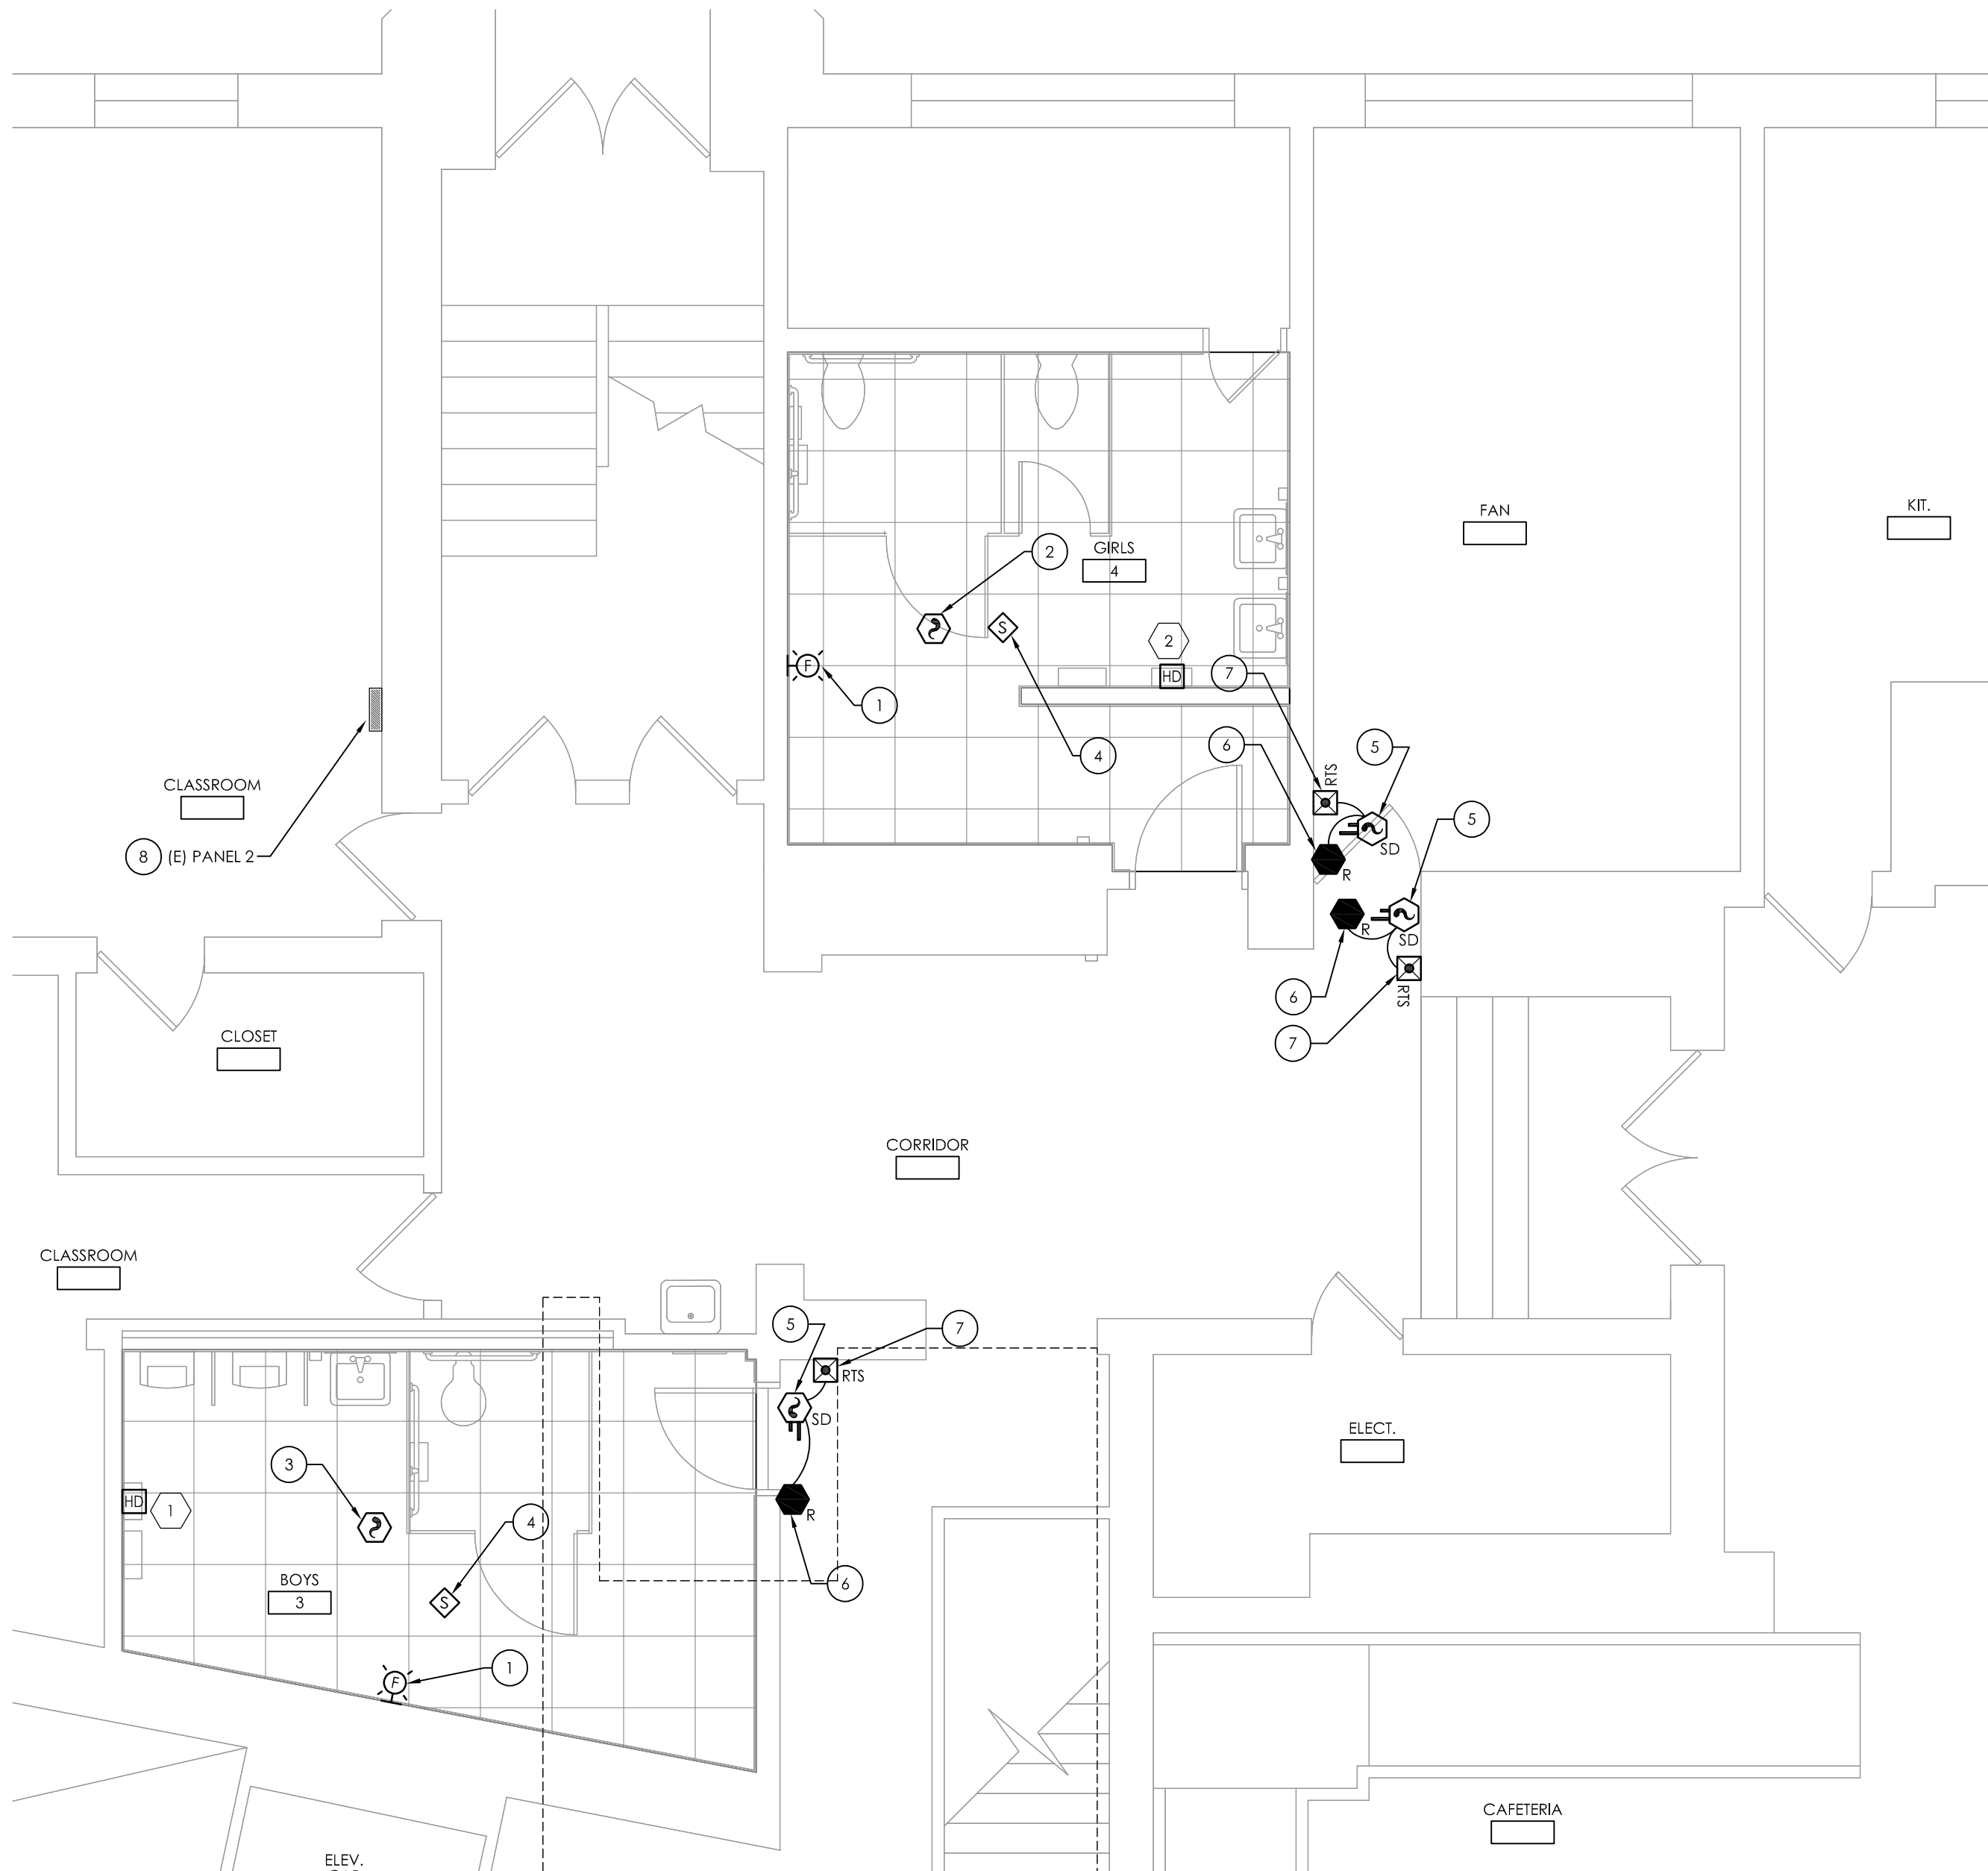 FAN
KIT.
2
GIRLS
4
S
2
7
HD
F
1
6
5
4
RTS
CLASSROOM
5
8 (E) PANEL 2
SD
R
R
SD
6
RTS
CLOSET
7
CORRIDOR
CLASSROOM
5
7
RTS
SD
ELECT.
3
HD
1
4
R
BOYS
3
S
6
1
F
CAFETERIA
ELEV.